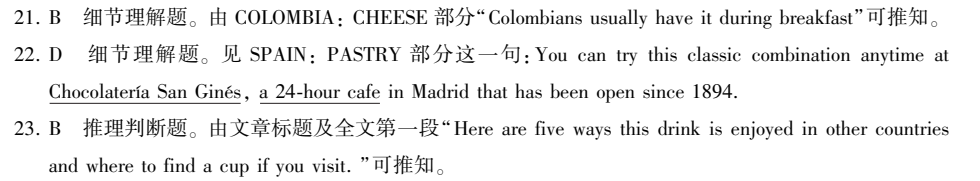 21. B 细节理解题。由 COLOMBIA：CHEESE 部分“Colombians usually have it during breakfast”可推知。
22. D 细节理解题。见 SPAIN：PASTRY 部分这一句：You can try this classic combination anytime at
Chocolatería San Ginés, a 24-hour cafe in Madrid that has been open since 1894.
23. B 推理判断题。由文章标题及全文第一段“Here are five ways this drink is enjoyed in other countries
and where to find a cup if you visit. ”可推知。